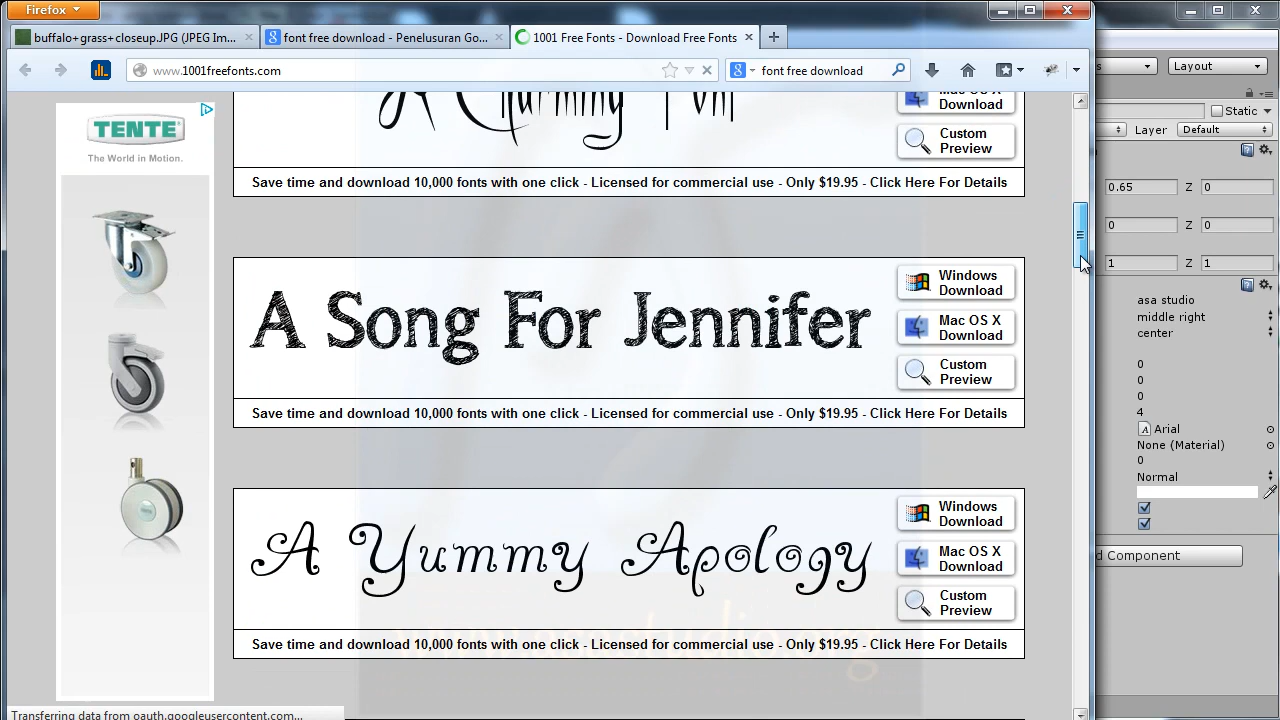 Firefox
buffalo+grass+closeup.JPG (JPEG Im...
font free download - Penelusuran Go...
1001 Free Fonts - Download Free Fonts
www.1001freefonts.com
font free download
Layout
Static
Layer
Default
TENTE
The World in Motion.
A Charming Font
Mac OS X
Download
Custom
Preview
Save time and download 10,000 fonts with one click - Licensed for commercial use - Only $19.95 - Click Here For Details
0.65
Z
0
0
Z
0
1
Z
1
A Song For Jennifer
Windows
Download
Mac OS X
Download
Custom
Preview
Save time and download 10,000 fonts with one click - Licensed for commercial use - Only $19.95 - Click Here For Details
asa studio
middle right
center
0
0
0
4
Arial
None (Material)
0
Normal
d Component
A Yummy Apology
Windows
Download
Mac OS X
Download
Custom
Preview
Save time and download 10,000 fonts with one click - Licensed for commercial use - Only $19.95 - Click Here For Details
Transferring data from oauth.googleusercontent.com...